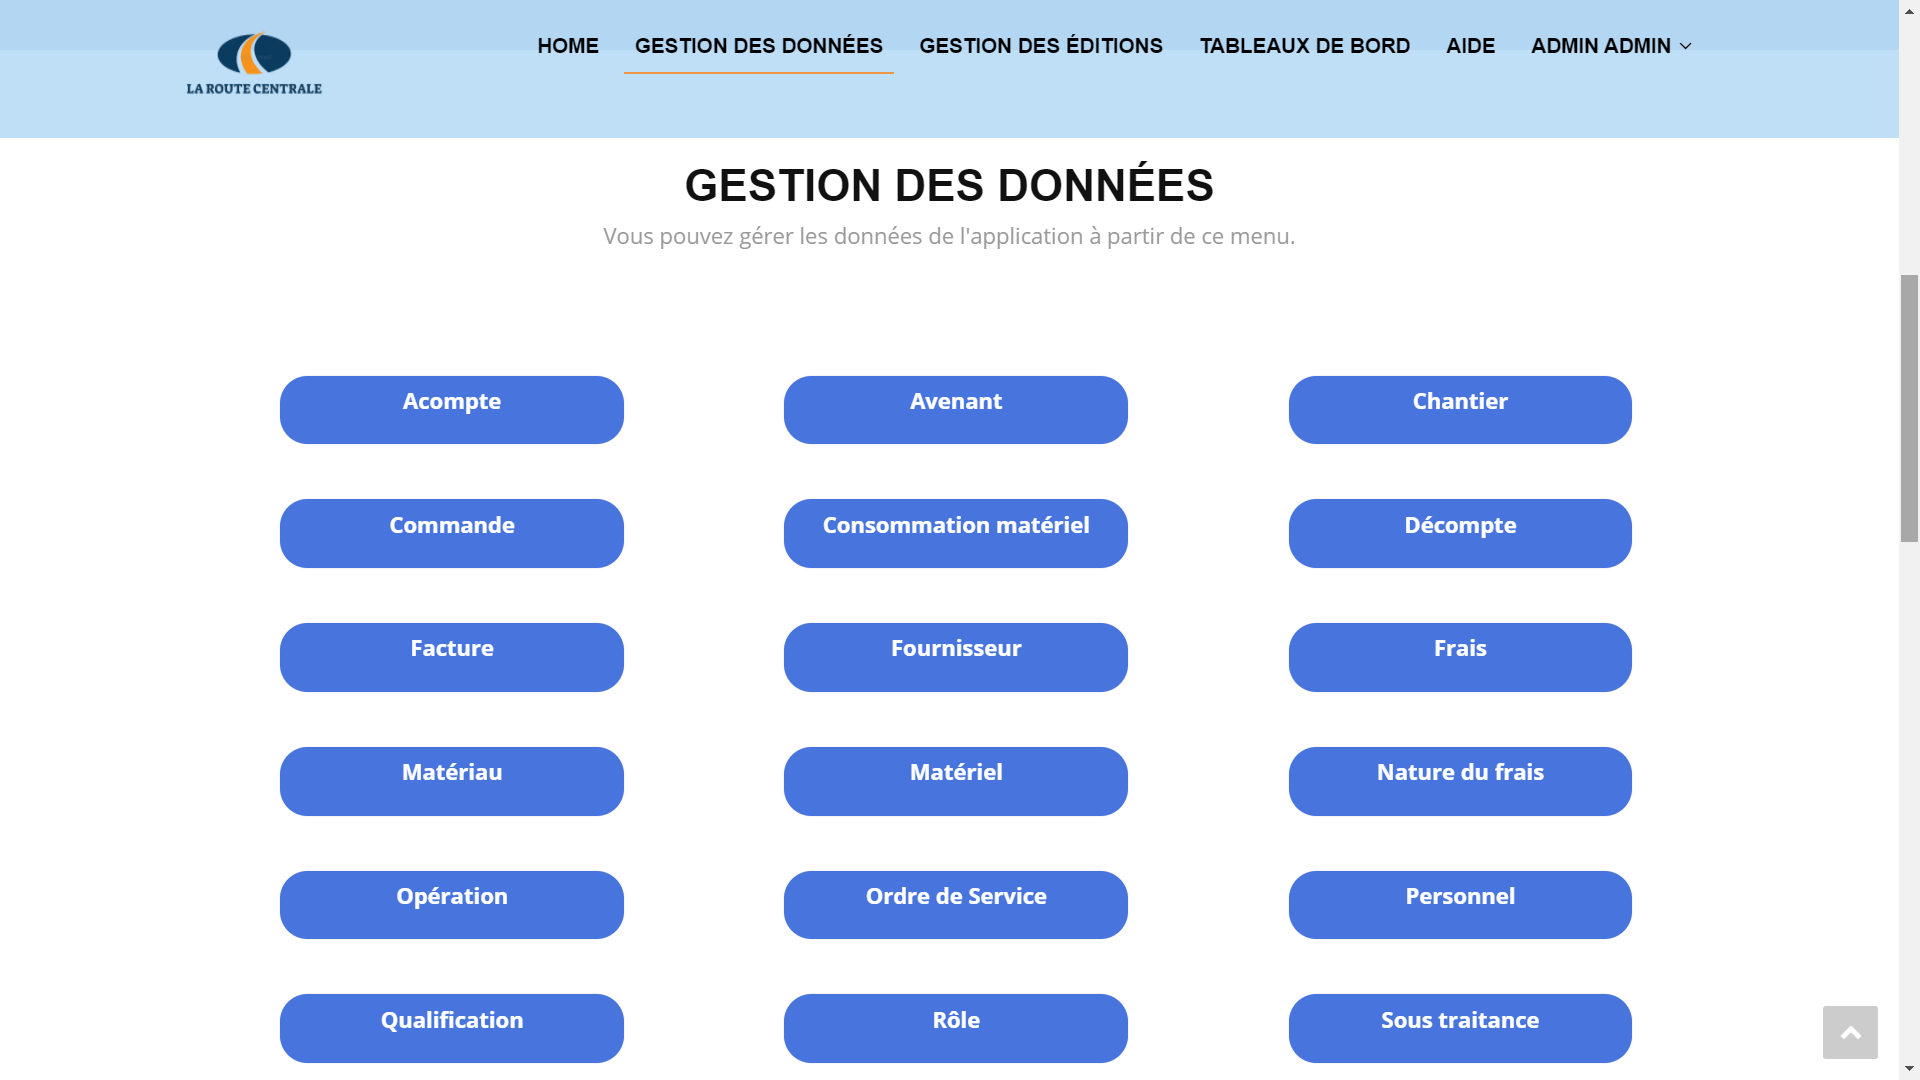 LA ROUTE CENTRALE
HOME
GESTION DES DONNÉES
GESTION DES ÉDITIONS
TABLEAUX DE BORD
AIDE
ADMIN ADMIN
GESTION DES DONNÉES
Vous pouvez gérer les données de l'application à partir de ce menu.
Acompte
Avenant
Chantier
Commande
Consommation matériel
Décompte
Facture
Fournisseur
Frais
Matériau
Matériel
Nature du frais
Opération
Ordre de Service
Personnel
Qualification
Rôle
Sous traitance